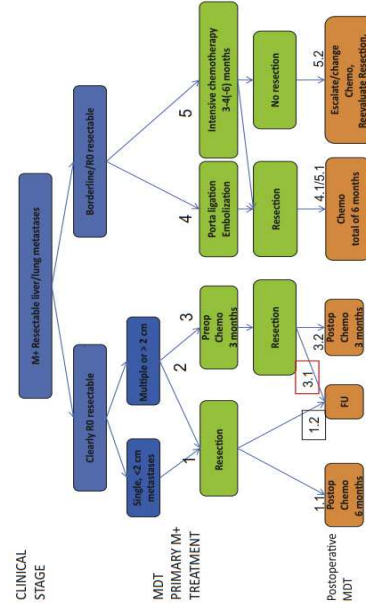 CLINICAL
STAGE
M+ Resectable liver/lung metastases
Clearly R0 resectable
Borderline/R0 resectable
Single, <2 cm
metastases
Multiple or > 2 cm
MDT
PRIMARY M+
TREATMENT
1
2
3
4
5
Resection
Preop
Chemo
3 months
Porta ligation
Embolization
Intensive chemotherapy
3-4(-6) months
Resection
Resection
No resection
1.1
1.2
3.1
3.2
4.1/5.1
5.2
Postoperative
MDT
Postop
Chemo
6 months
FU
Postop
Chemo
3 months
Chemo
total of 6 months
Escalate/change
Chemo,
Reevaluate Resection,